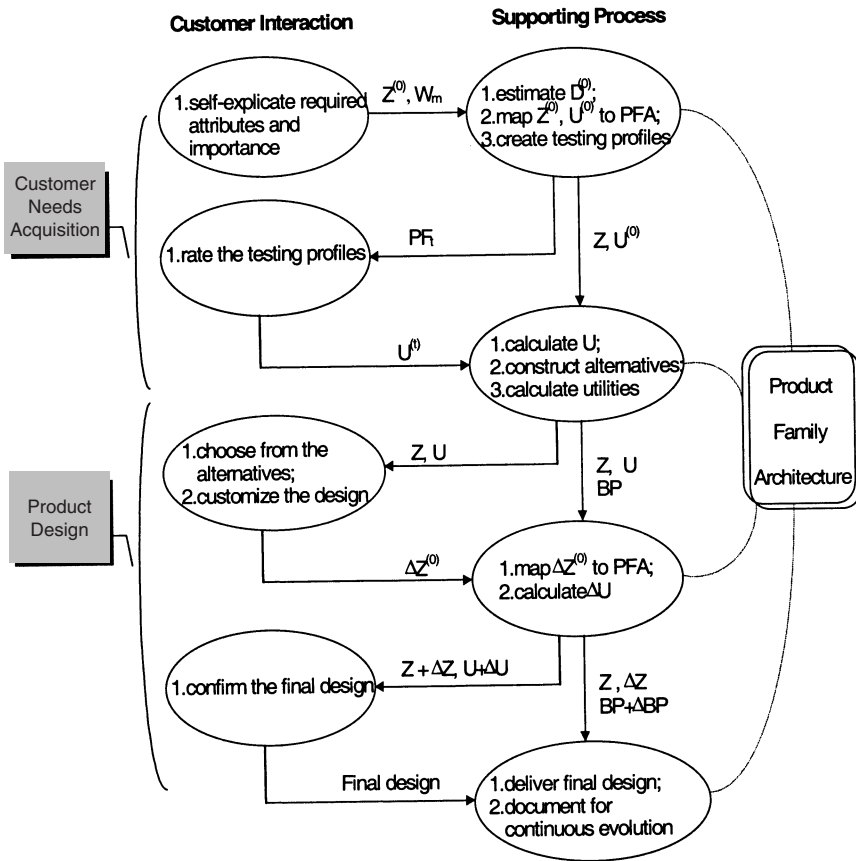 Customer Interaction
Supporting Process
1.self-explicate required
attributes and
importance
Z⁽⁰⁾, Wₘ
1.estimate D⁽⁰⁾;
2.map Z⁽⁰⁾, U⁽⁰⁾ to PFA;
3.create testing profiles
Customer
Needs
Acquisition
1.rate the testing profiles
PFₜ
Z, U⁽⁰⁾
U⁽ᵗ⁾
1.calculate U;
2.construct alternatives
3.calculate utilities
Product
Family
Architecture
1.choose from the
alternatives;
2.customize the design
Z, U
Z, U
BP
Product
Design
ΔZ⁽⁰⁾
1.map ΔZ⁽⁰⁾ to PFA;
2.calculate ΔU
1.confirm the final design
Z + ΔZ, U+ΔU
Z , ΔZ
BP+ΔBP
Final design
1.deliver final design;
2.document for
continuous evolution